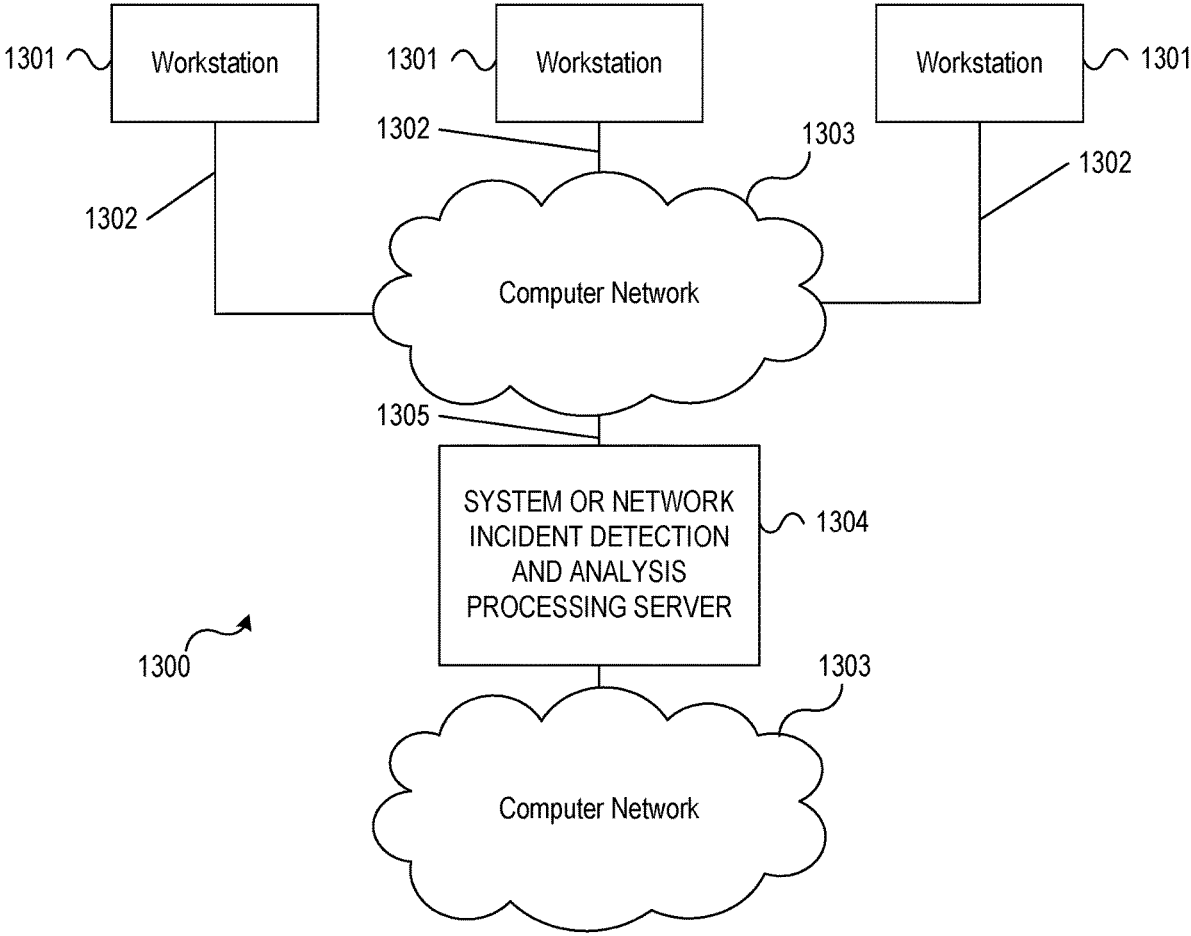 1301
Workstation
1301
Workstation
Workstation
1301
1302
1303
1302
1302
Computer Network
1305
SYSTEM OR NETWORK
INCIDENT DETECTION
AND ANALYSIS
PROCESSING SERVER
1304
1300
1303
Computer Network